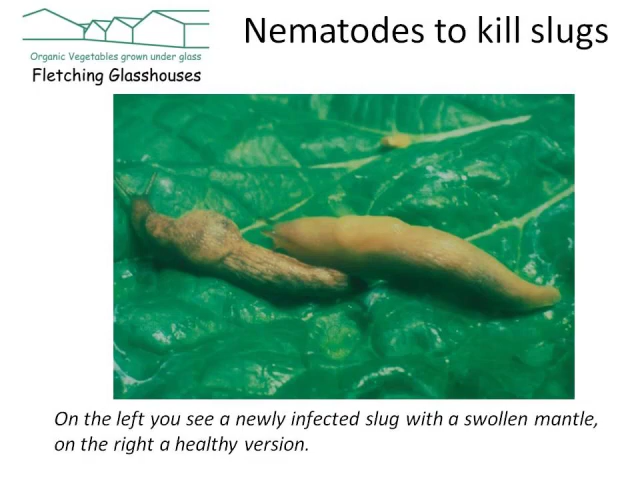 Nematodes to kill slugs
Organic Vegetables grown under glass
Fletching Glasshouses
On the left you see a newly infected slug with a swollen mantle,
on the right a healthy version.